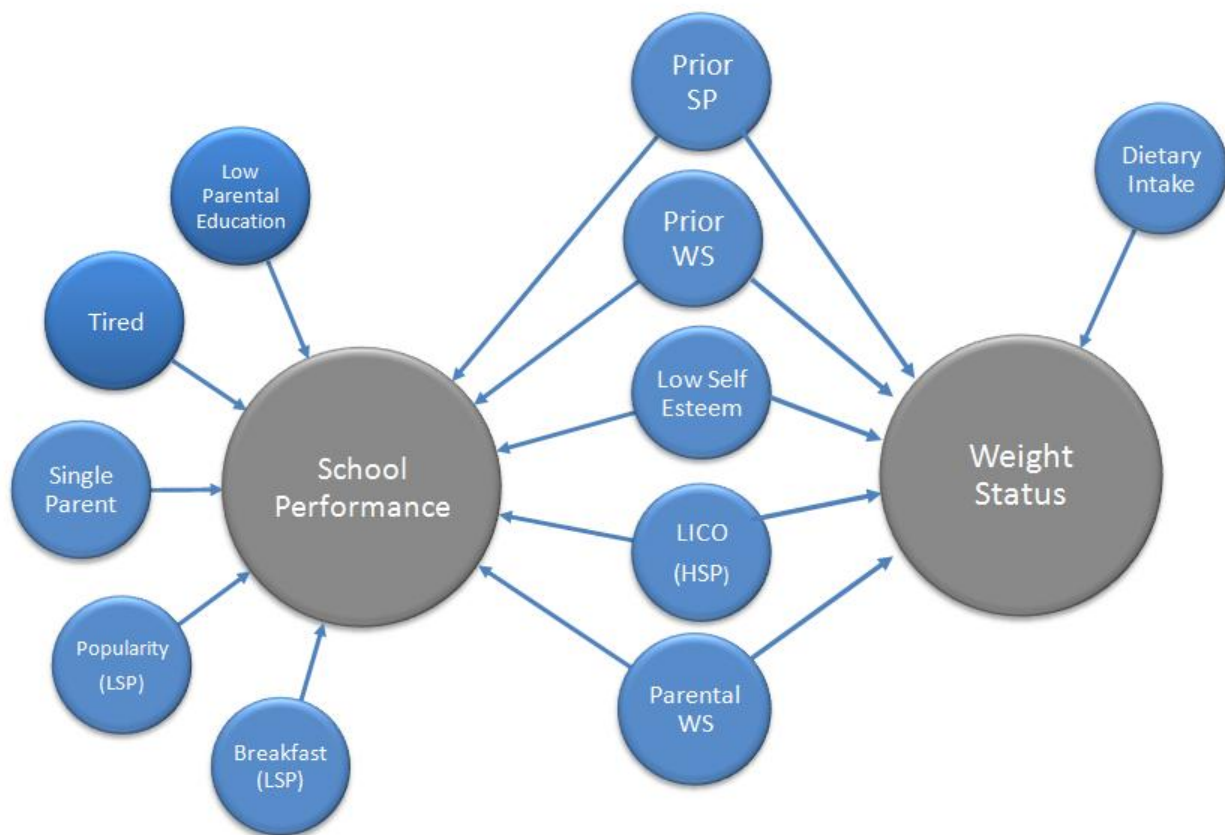 Prior
SP
Dietary
Intake
Low
Parental
Education
Prior
WS
Tired
Low Self
Esteem
School
Performance
Weight
Status
Single
Parent
LICO
(HSP)
Popularity
(LSP)
Parental
WS
Breakfast
(LSP)